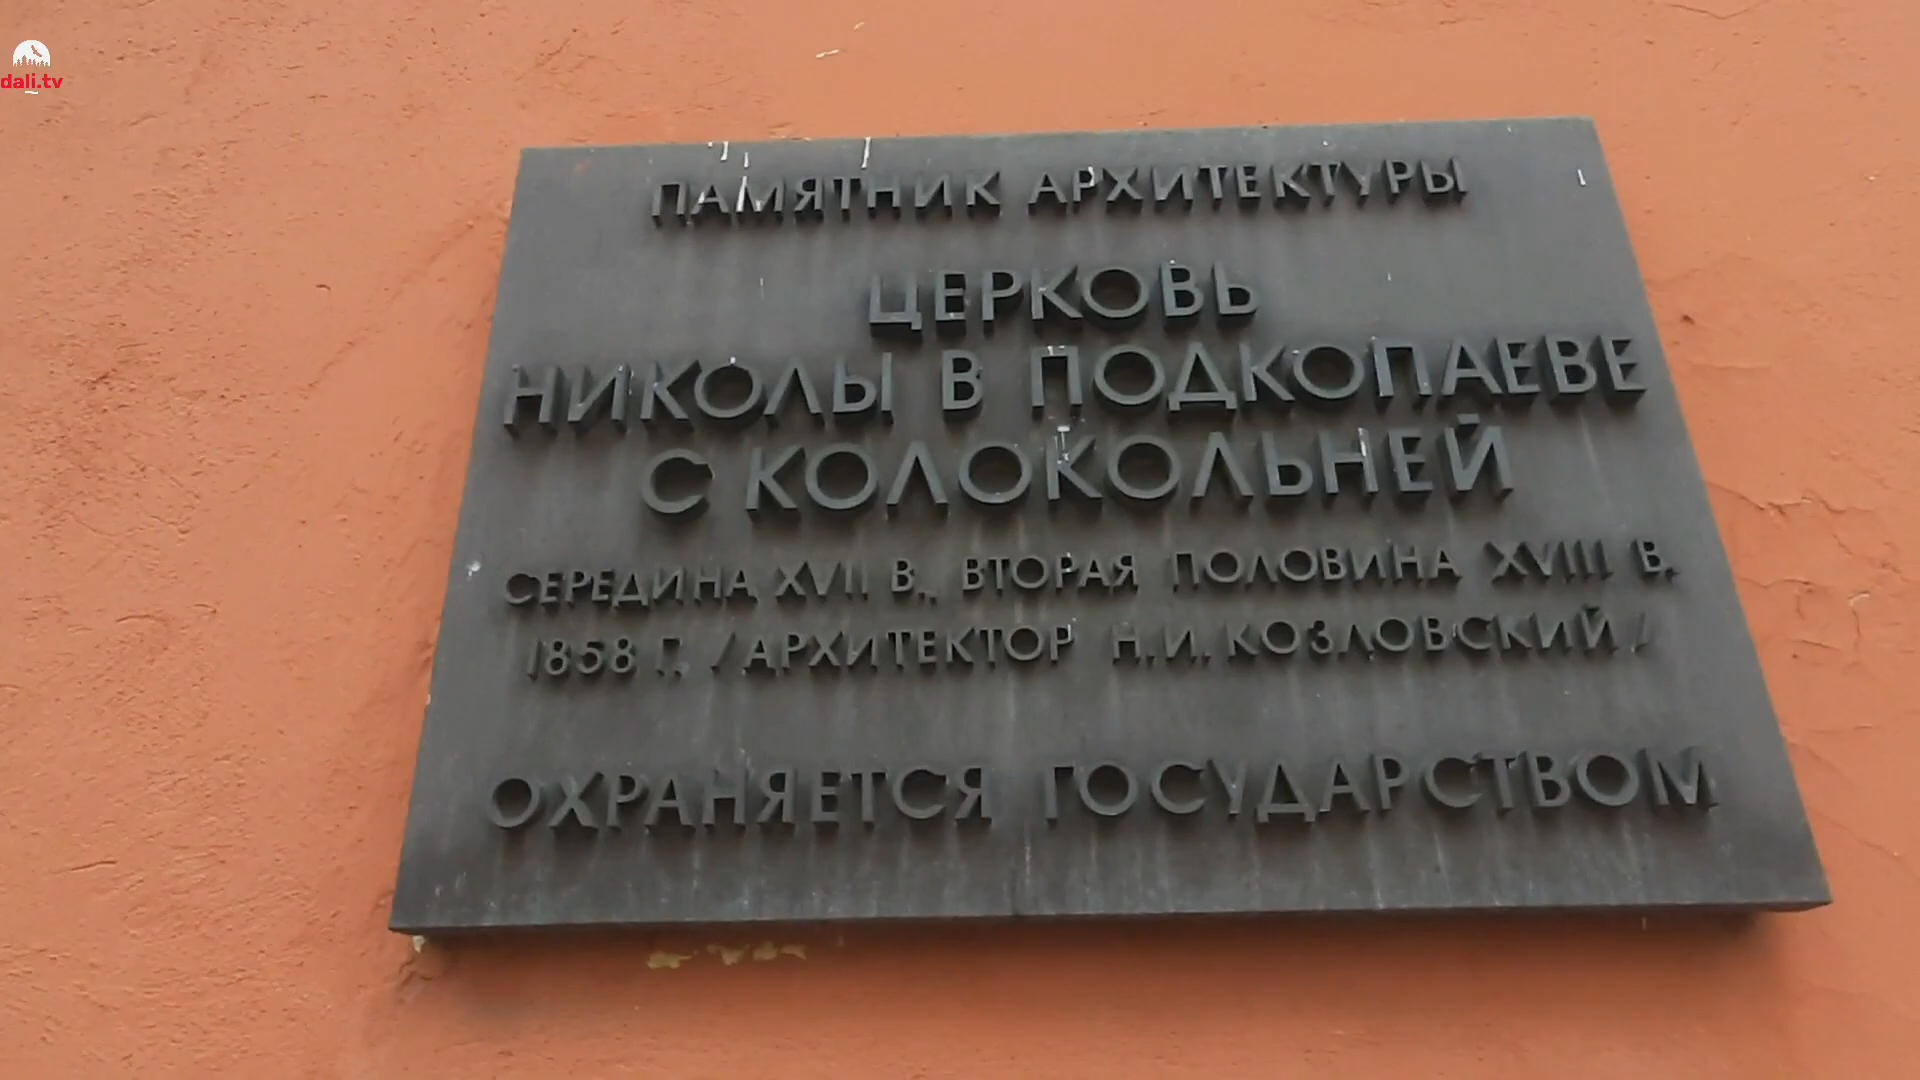 dali.tv
ПАМЯТНИК АРХИТЕКТУРЫ
ЦЕРКОВЬ
НИКОЛЫ В ПОДКОПАЕВЕ
С КОЛОКОЛЬНЕЙ
СЕРЕДИНА XVII В., ВТОРАЯ ПОЛОВИНА XVIII В.
1858 Г. /АРХИТЕКТОР Н.И. КОЗЛОВСКИЙ/
ОХРАНЯЕТСЯ ГОСУДАРСТВОМ